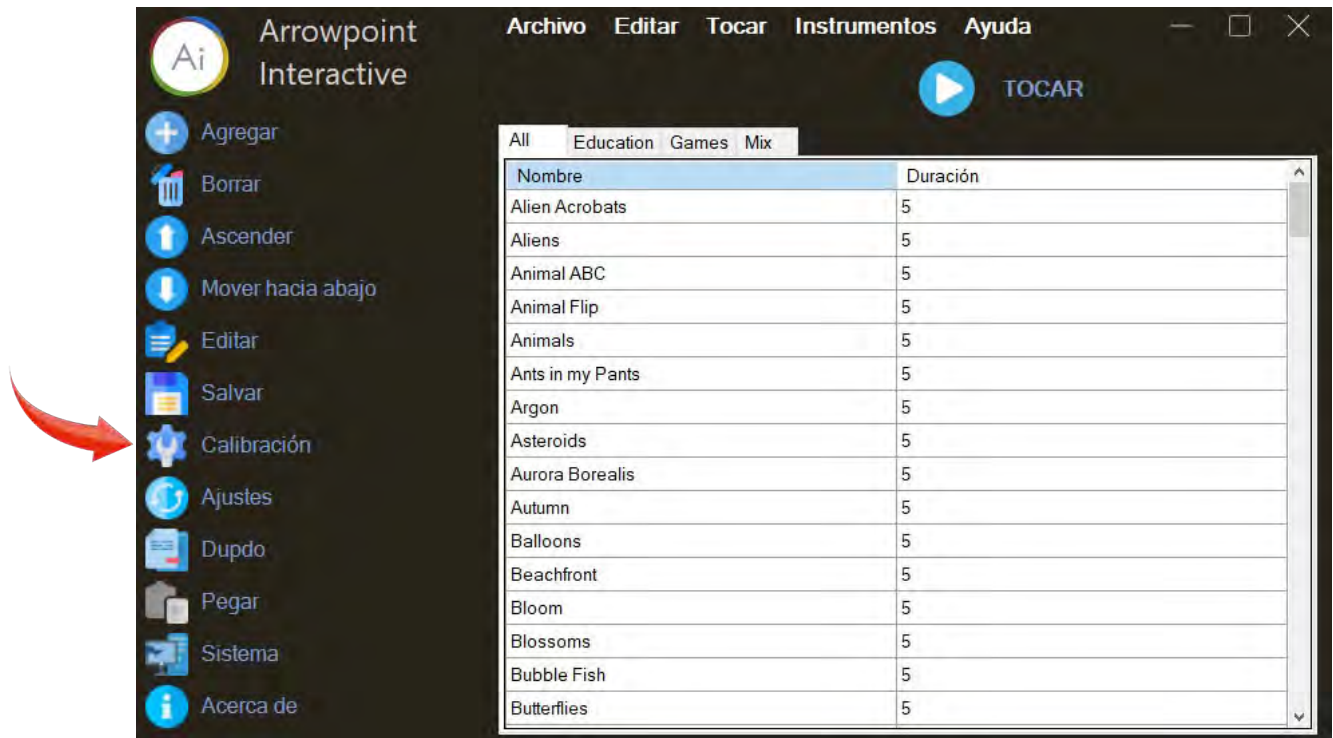 Ai
Arrowpoint
Interactive
Archivo Editar Tocar Instrumentos Ayuda
TOCAR
Agregar
Borrar
Ascender
Mover hacia abajo
Editar
Salvar
Calibración
Ajustes
Dupdo
Pegar
Sistema
Acerca de
All Education Games Mix
Nombre Duración
Alien Acrobats 5
Aliens 5
Animal ABC 5
Animal Flip 5
Animals 5
Ants in my Pants 5
Argon 5
Asteroids 5
Aurora Borealis 5
Autumn 5
Balloons 5
Beachfront 5
Bloom 5
Blossoms 5
Bubble Fish 5
Butterflies 5